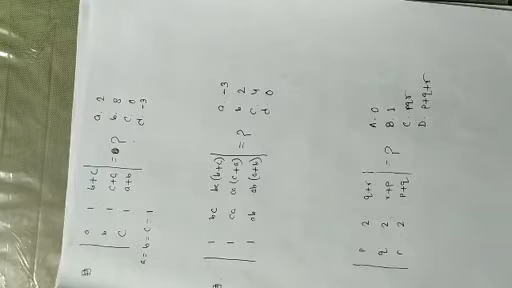 | a 1 b+c |
| b 1 c+a | = ? a. 2
| c 1 a+b | b. 8
c. 0
a = b = c = 1 d. -3
| 1 bc bc(b+c) | a. -3
| 1 ca ca(c+a) | = ? b. 2
| 1 ab ab(a+b) | c. 4
d. 0
| p 2 q+r | A. 0
| q 2 r+p | = ? B. 1
| r 2 p+q | C. pqr
D. p+q+r